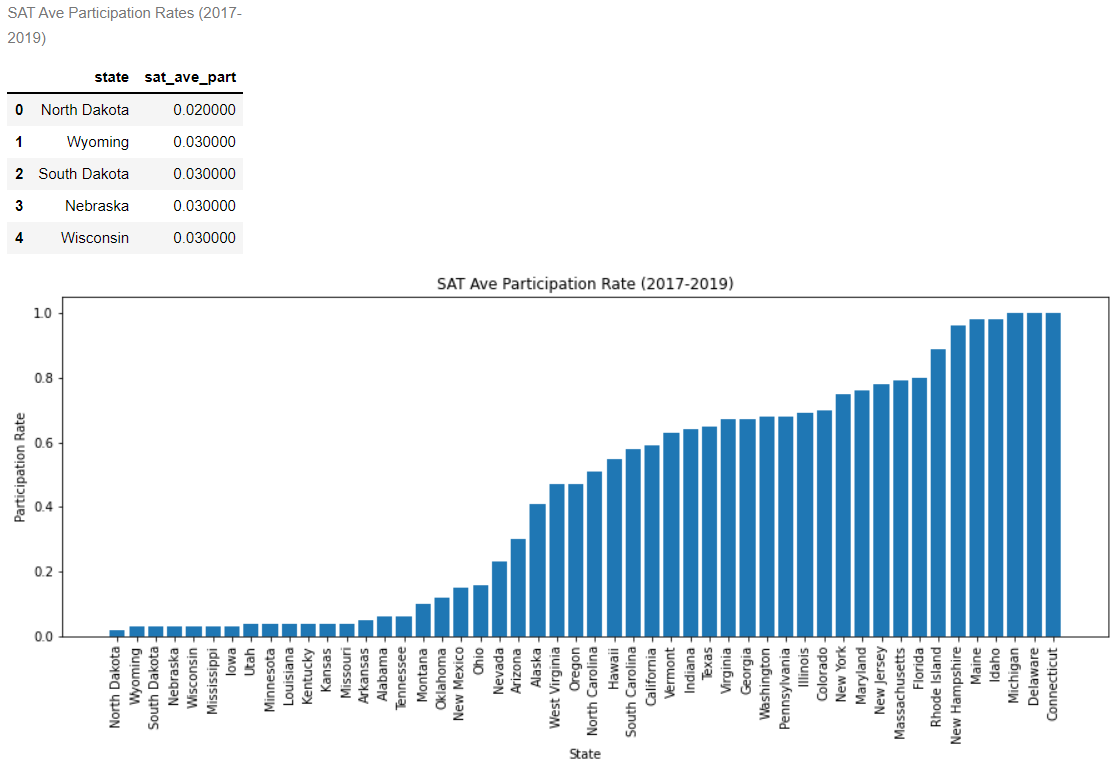 SAT Ave Participation Rates (2017-
2019)
state sat_ave_part
0 North Dakota 0.020000
1 Wyoming 0.030000
2 South Dakota 0.030000
3 Nebraska 0.030000
4 Wisconsin 0.030000
SAT Ave Participation Rate (2017-2019)
1.0
0.8
0.6
0.4
0.2
0.0
Participation Rate
North Dakota
Wyoming
South Dakota
Nebraska
Wisconsin
Mississippi
Iowa
Utah
Minnesota
Louisiana
Kentucky
Kansas
Missouri
Arkansas
Alabama
Tennessee
Montana
Oklahoma
New Mexico
Ohio
Nevada
Arizona
Alaska
West Virginia
Oregon
North Carolina
Hawaii
South Carolina
California
Vermont
Indiana
Texas
Virginia
Georgia
Washington
Pennsylvania
Illinois
Colorado
New York
Maryland
New Jersey
Massachusetts
Florida
Rhode Island
New Hampshire
Maine
Idaho
Michigan
Delaware
Connecticut
State